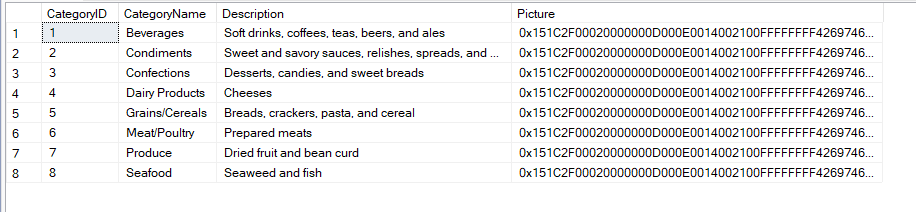 CategoryID CategoryName Description Picture
1 1 Beverages Soft drinks, coffees, teas, beers, and ales 0x151C2F00020000000D000E0014002100FFFFFFFF4269746...
2 2 Condiments Sweet and savory sauces, relishes, spreads, and ... 0x151C2F00020000000D000E0014002100FFFFFFFF4269746...
3 3 Confections Desserts, candies, and sweet breads 0x151C2F00020000000D000E0014002100FFFFFFFF4269746...
4 4 Dairy Products Cheeses 0x151C2F00020000000D000E0014002100FFFFFFFF4269746...
5 5 Grains/Cereals Breads, crackers, pasta, and cereal 0x151C2F00020000000D000E0014002100FFFFFFFF4269746...
6 6 Meat/Poultry Prepared meats 0x151C2F00020000000D000E0014002100FFFFFFFF4269746...
7 7 Produce Dried fruit and bean curd 0x151C2F00020000000D000E0014002100FFFFFFFF4269746...
8 8 Seafood Seaweed and fish 0x151C2F00020000000D000E0014002100FFFFFFFF4269746...